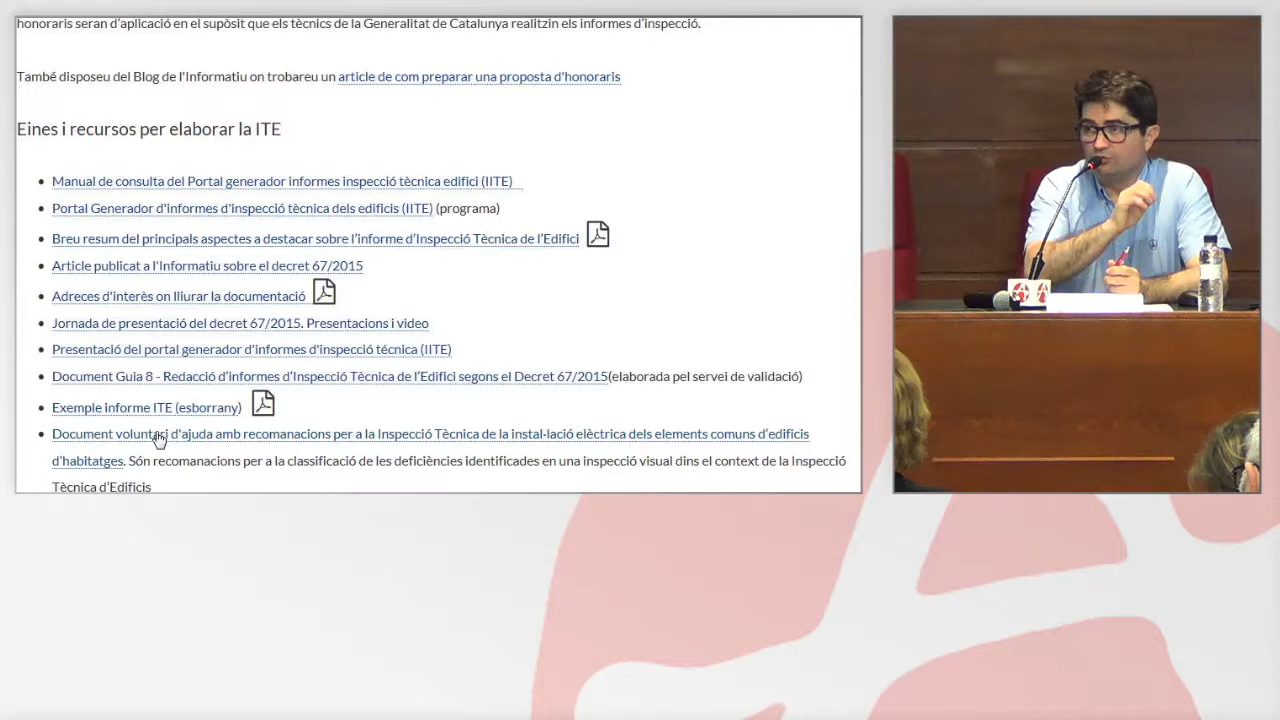 honoraris seran d'aplicació en el supòsit que els tècnics de la Generalitat de Catalunya realitzin els informes d'inspecció.
També disposeu del Blog de l'Informatiu on trobareu un article de com preparar una proposta d'honoraris
Eines i recursos per elaborar la ITE
Manual de consulta del Portal generador informes inspecció tècnica edifici (IITE)
Portal Generador d'informes d'inspecció tècnica dels edificis (IITE) (programa)
Breu resum del principals aspectes a destacar sobre l'informe d'Inspecció Tècnica de l'Edifici
Article publicat a l'Informatiu sobre el decret 67/2015
Adreces d'interès on lliurar la documentació
Jornada de presentació del decret 67/2015. Presentacions i video
Presentació del portal generador d'informes d'inspecció técnica (IITE)
Document Guia 8 - Redacció d'informes d'Inspecció Tècnica de l'Edifici segons el Decret 67/2015(elaborada pel servei de validació)
Exemple informe ITE (esborrany)
Document voluntari d'ajuda amb recomanacions per a la Inspecció Tècnica de la instal·lació elèctrica dels elements comuns d'edificis
d'habitatges. Són recomanacions per a la classificació de les deficiències identificades en una inspecció visual dins el context de la Inspecció
Tècnica d'Edificis